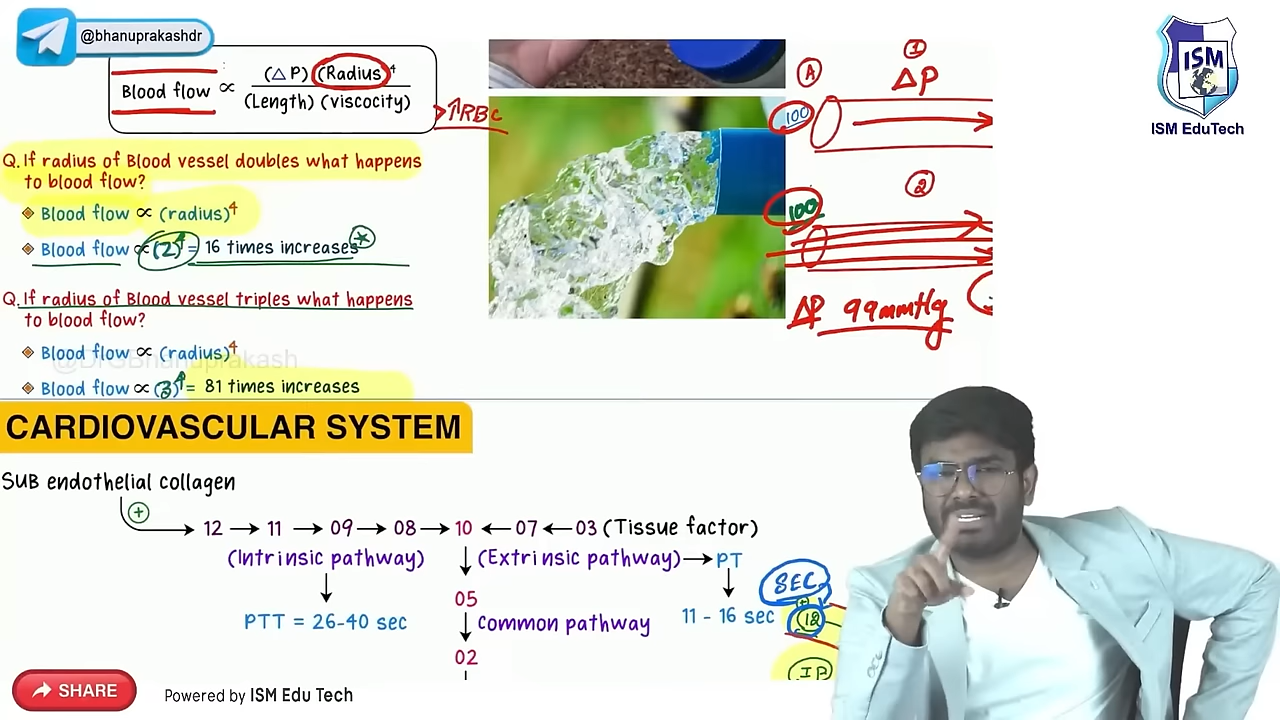 @bhanuprakashdr
Blood flow ∝ (△ P) (Radius)⁴
(Length) (viscocity)
↑RBC
Q. If radius of Blood vessel doubles what happens
to blood flow?
Blood flow ∝ (radius)⁴
Blood flow ∝ (2)⁴ = 16 times increases
Q. If radius of Blood vessel triples what happens
to blood flow?
Blood flow ∝ (radius)⁴
@DrGBhanuprakash
Blood flow ∝ (3)⁴ = 81 times increases
A
1
ΔP
100
2
100
ΔP 99mmHg
ISM
ISM EduTech
CARDIOVASCULAR SYSTEM
SUB endothelial collagen
+
12 → 11 → 09 → 08 → 10 ← 07 ← 03 (Tissue factor)
(Intrinsic pathway) ↓ (Extrinsic pathway) → PT
PTT = 26-40 sec
05
Common pathway
11 - 16 sec
02
SEC
12
IP
SHARE
Powered by ISM Edu Tech